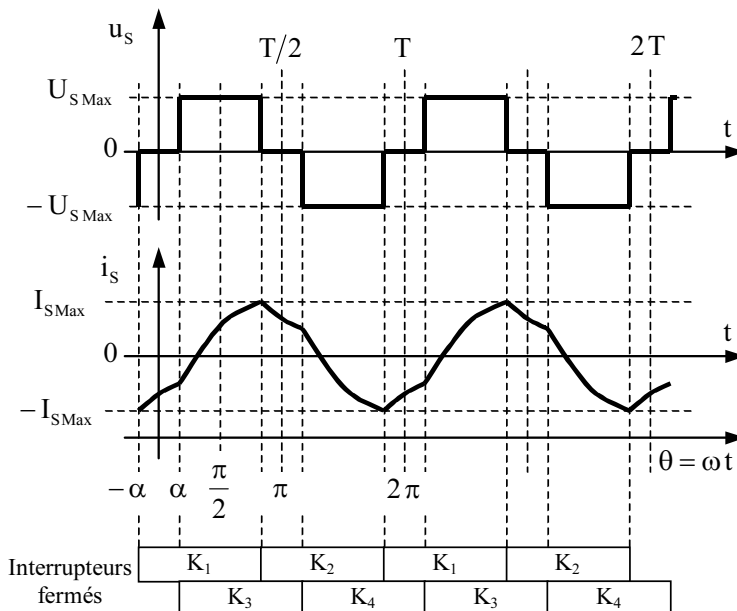 u_S
T/2 T 2T
U_S Max
t
0
− U_S Max
i_S
I_SMax
t
0
− I_SMax
θ = ω t
− α α π/2 π 2π
Interrupteurs fermés
K_1 K_2 K_1 K_2
K_3 K_4 K_3 K_4